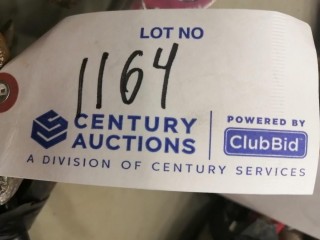 LOT NO
1164
CENTURY
AUCTIONS
POWERED BY
ClubBid
A DIVISION OF CENTURY SERVICES